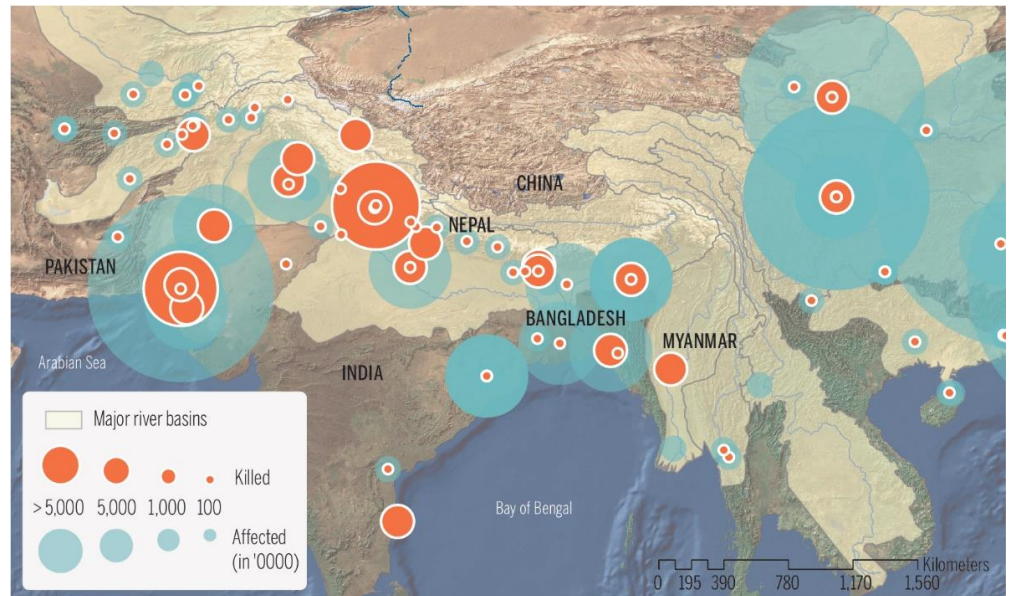 CHINA
NEPAL
PAKISTAN
BANGLADESH
MYANMAR
INDIA
Arabian Sea
Bay of Bengal
Major river basins
Killed
>5,000 5,000 1,000 100
Affected
(in '0000)
Kilometers
0 195 390 780 1,170 1,560